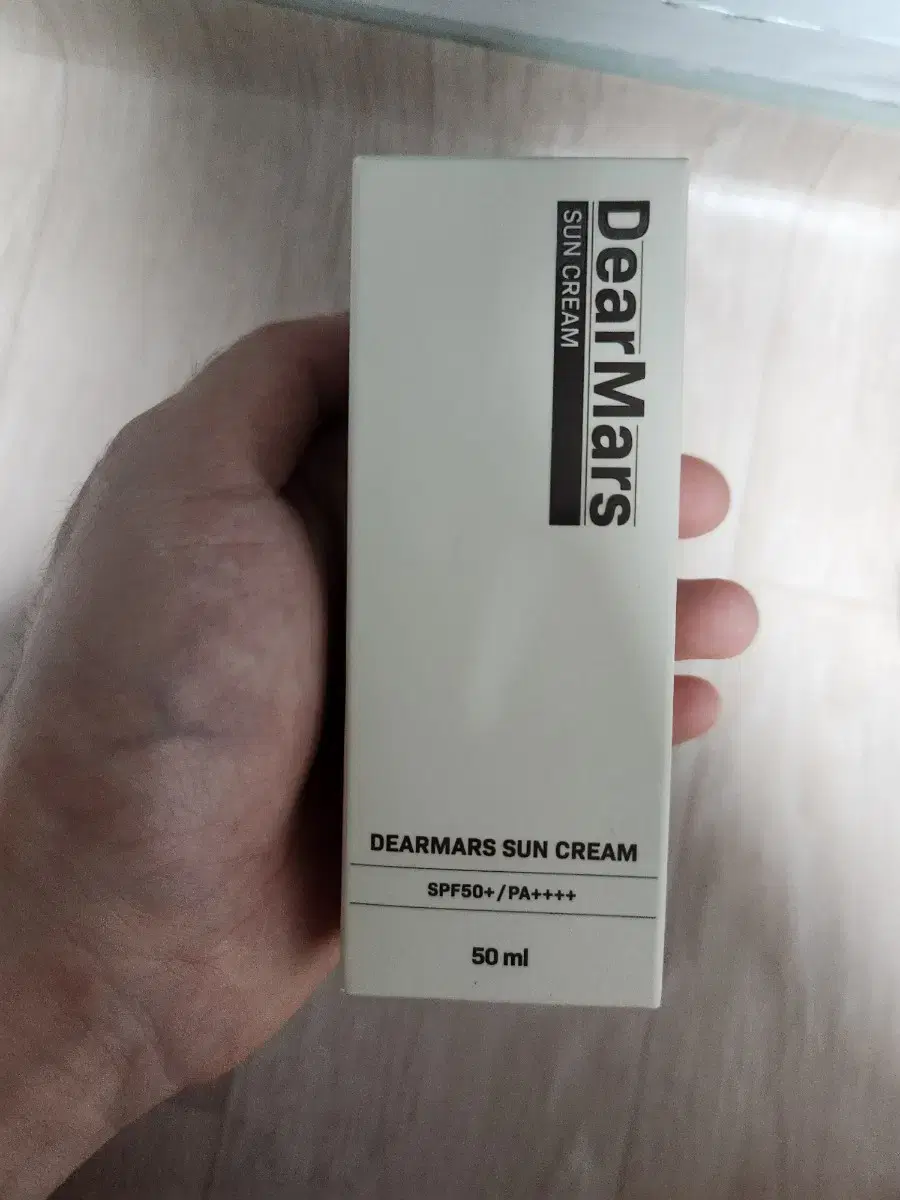 DearMars
SUN CREAM
DEARMARS SUN CREAM
SPF50+/PA++++
50 ml